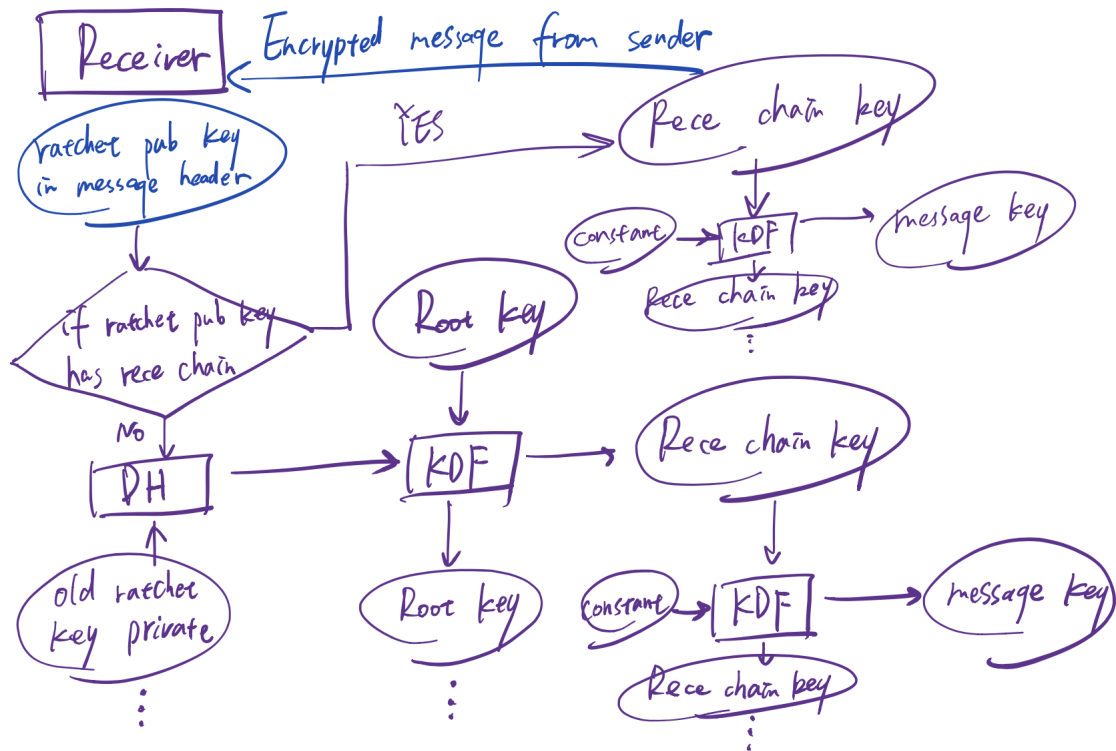 Receiver
Encrypted message from sender
ratchet pub key
in message header
YES
Rece chain key
constant
KDF
message key
Rece chain key
if ratchet pub key
has rece chain
Root key
No
DH
KDF
Rece chain key
old ratchet
key private
Root key
constant
KDF
message key
Rece chain key